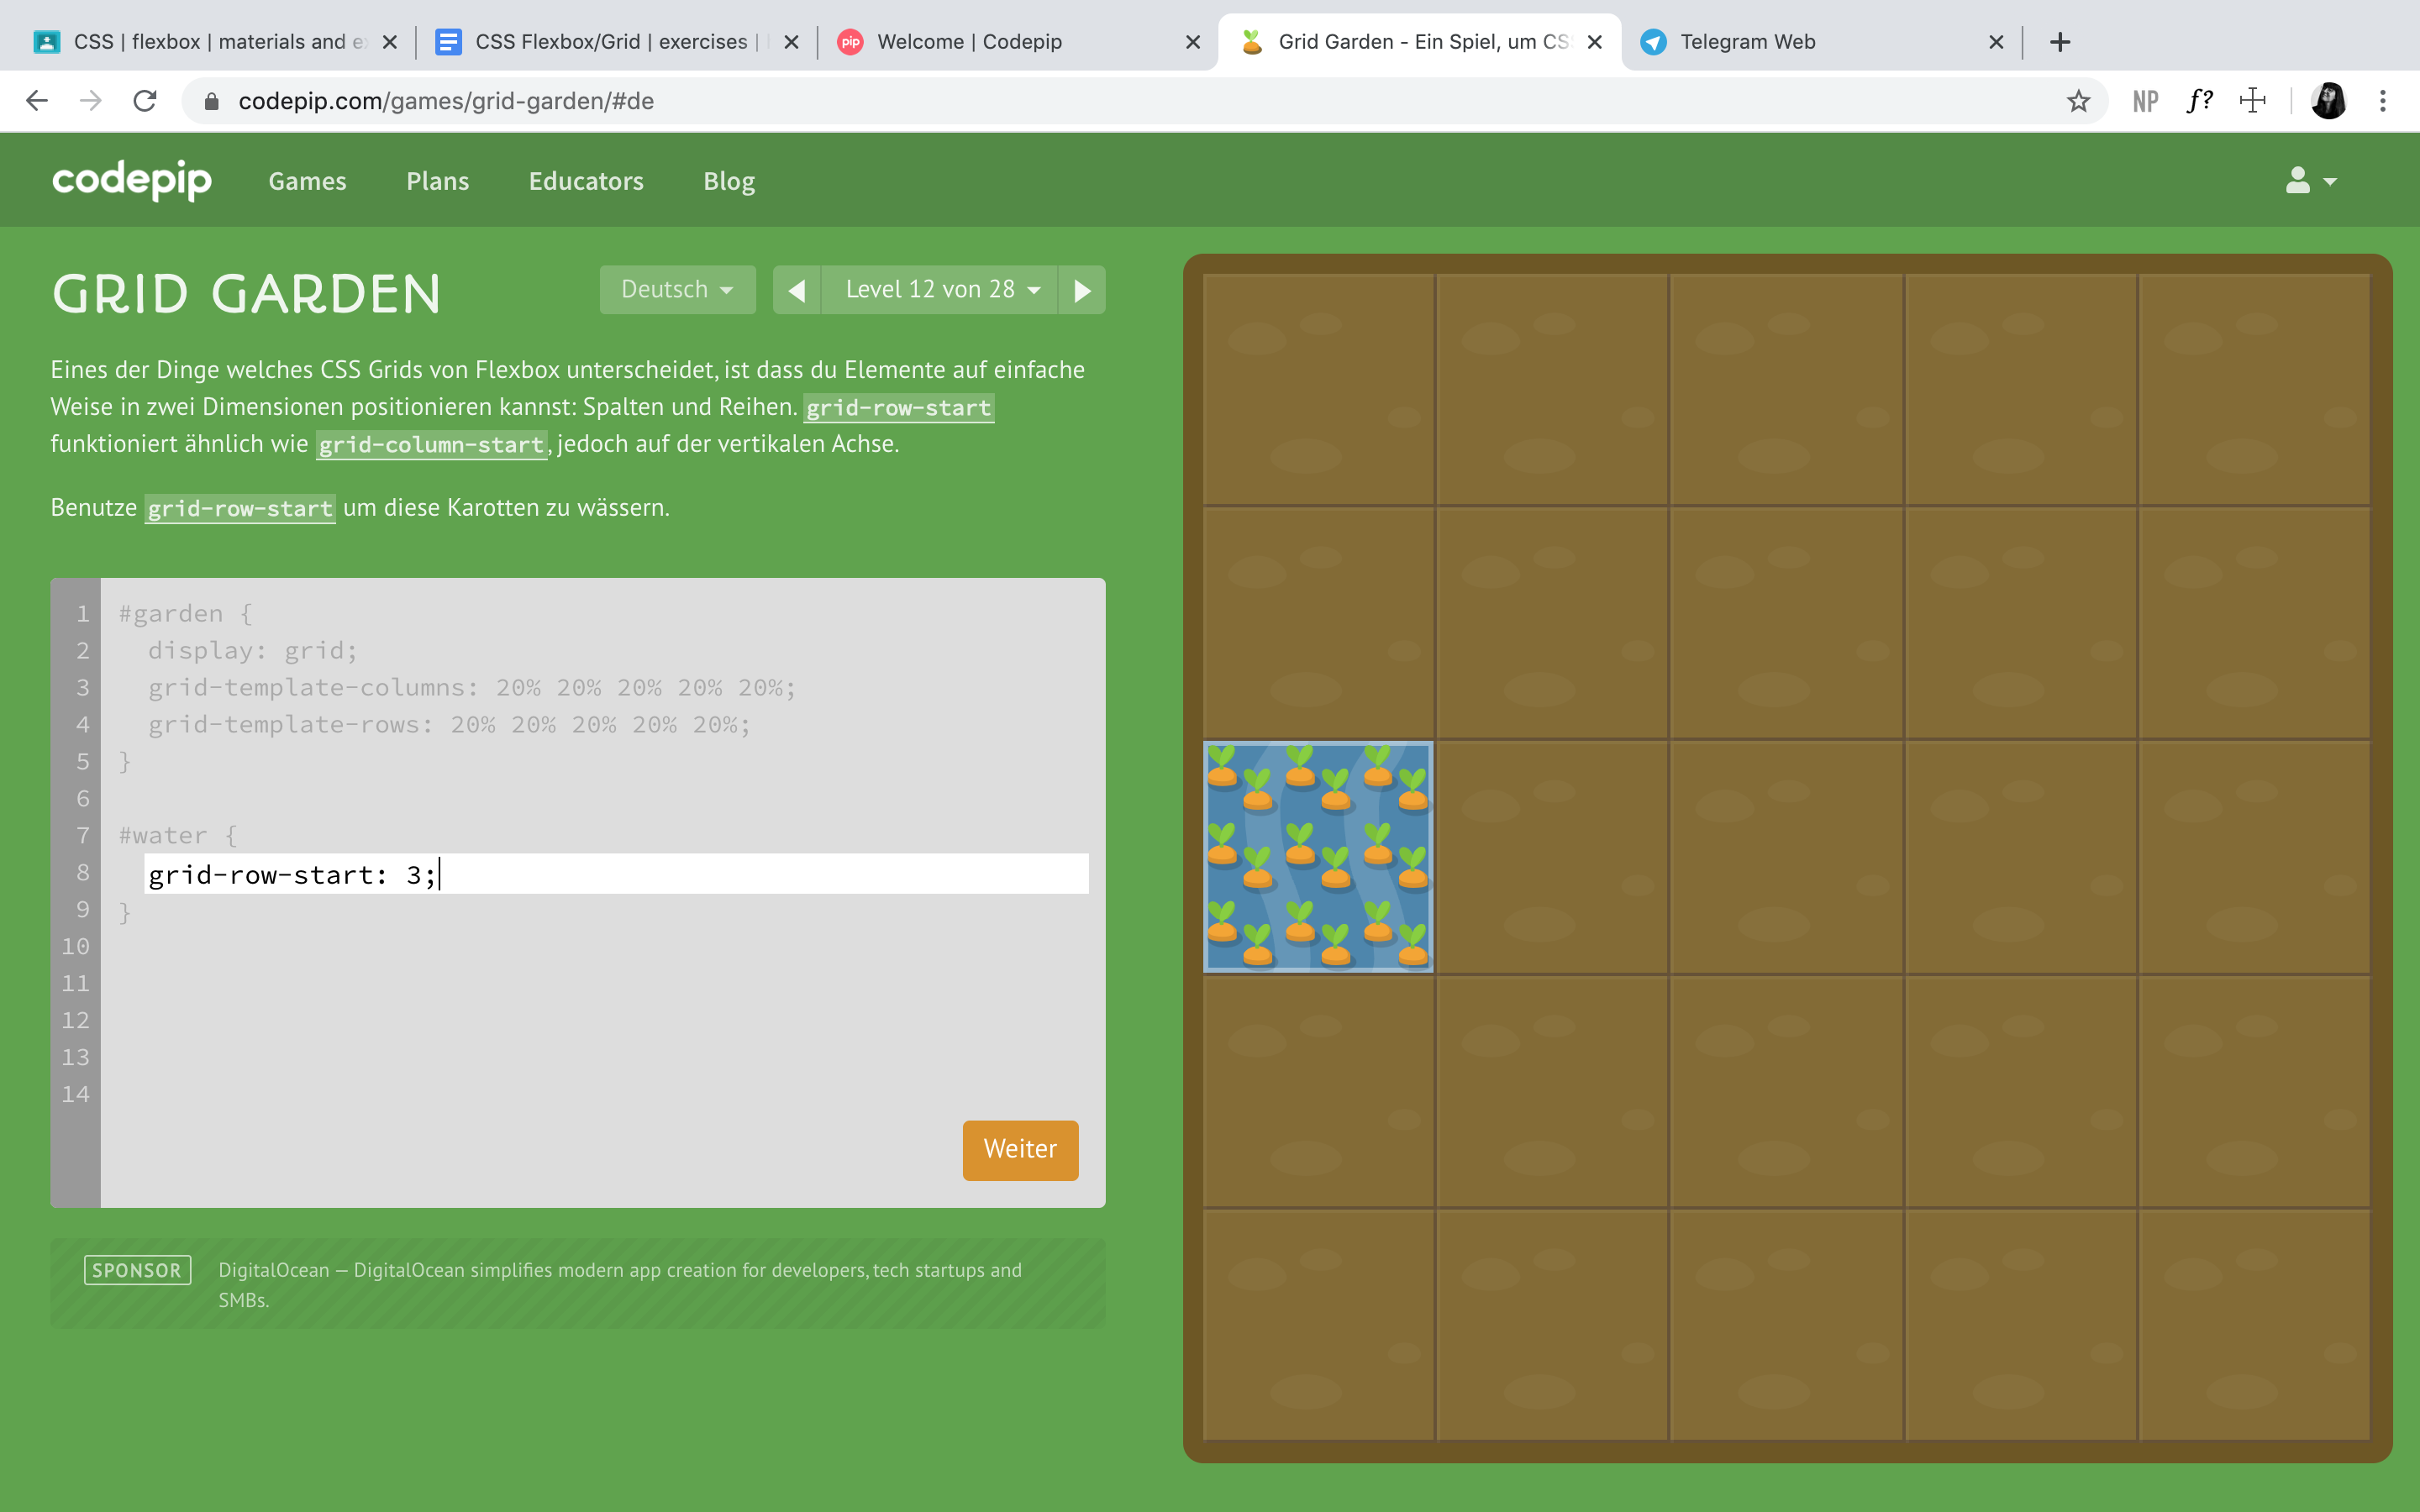 CSS | flexbox | materials and e
CSS Flexbox/Grid | exercises |
pip
Welcome | Codepip
Grid Garden - Ein Spiel, um CS
Telegram Web
codepip.com/games/grid-garden/#de
NP
f?
codepip
Games
Plans
Educators
Blog
GRID GARDEN
Deutsch
Level 12 von 28
Eines der Dinge welches CSS Grids von Flexbox unterscheidet, ist dass du Elemente auf einfache
Weise in zwei Dimensionen positionieren kannst: Spalten und Reihen. grid-row-start
funktioniert ähnlich wie grid-column-start, jedoch auf der vertikalen Achse.
Benutze grid-row-start um diese Karotten zu wässern.
1 #garden {
2 display: grid;
3 grid-template-columns: 20% 20% 20% 20% 20%;
4 grid-template-rows: 20% 20% 20% 20% 20%;
5 }
6
7 #water {
8 grid-row-start: 3;
9 }
10
11
12
13
14
Weiter
SPONSOR
DigitalOcean — DigitalOcean simplifies modern app creation for developers, tech startups and
SMBs.